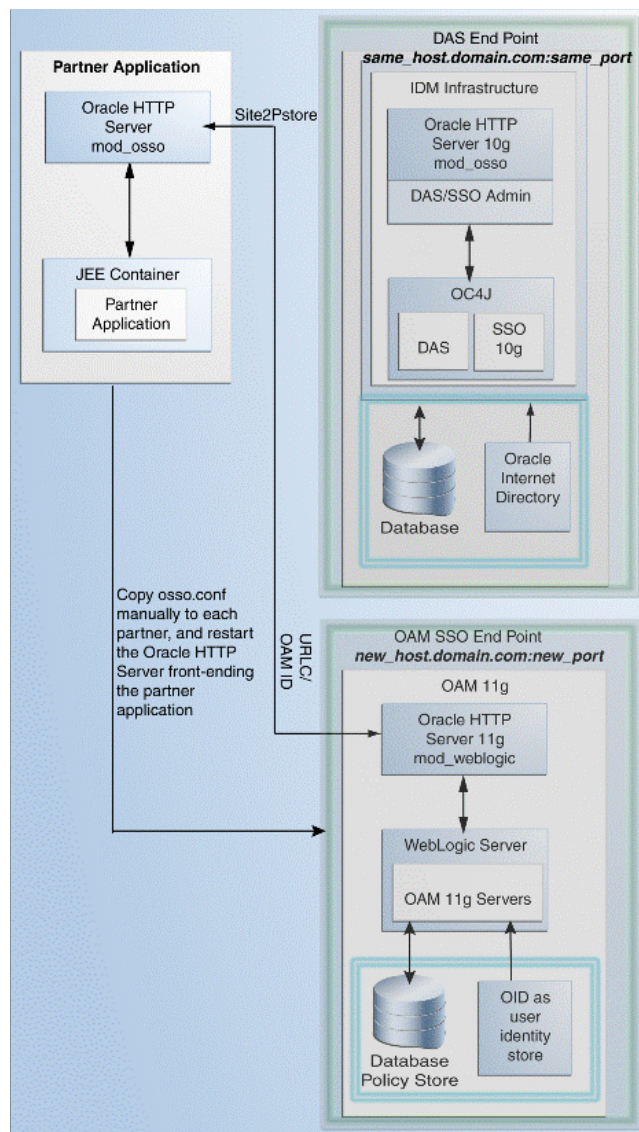 Partner Application
Oracle HTTP
Server
mod_osso
JEE Container
Partner
Application
Site2Pstore
DAS End Point
same_host.domain.com:same_port
IDM Infrastructure
Oracle HTTP
Server 10g
mod_osso
DAS/SSO Admin
OC4J
DAS
SSO
10g
Database
Oracle
Internet
Directory
Copy osso.conf
manually to each
partner, and restart
the Oracle HTTP
Server front-ending
the partner
application
URLC/
OAM ID
OAM SSO End Point
new_host.domain.com:new_port
OAM 11g
Oracle HTTP
Server 11g
mod_weblogic
WebLogic Server
OAM 11g Servers
Database
Policy Store
OID as
user
identity
store